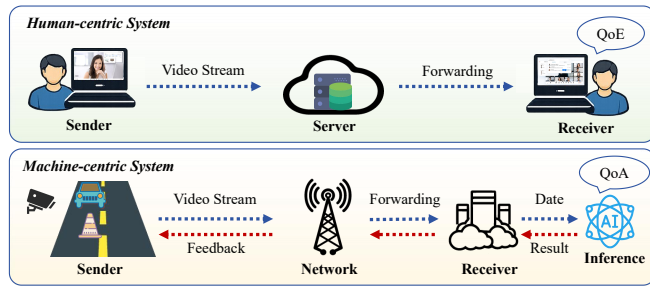 Human-centric System
QoE
Video Stream
Forwarding
Sender
Server
Receiver
Machine-centric System
QoA
Video Stream
Forwarding
Date
AI
Feedback
Result
Sender
Network
Receiver
Inference